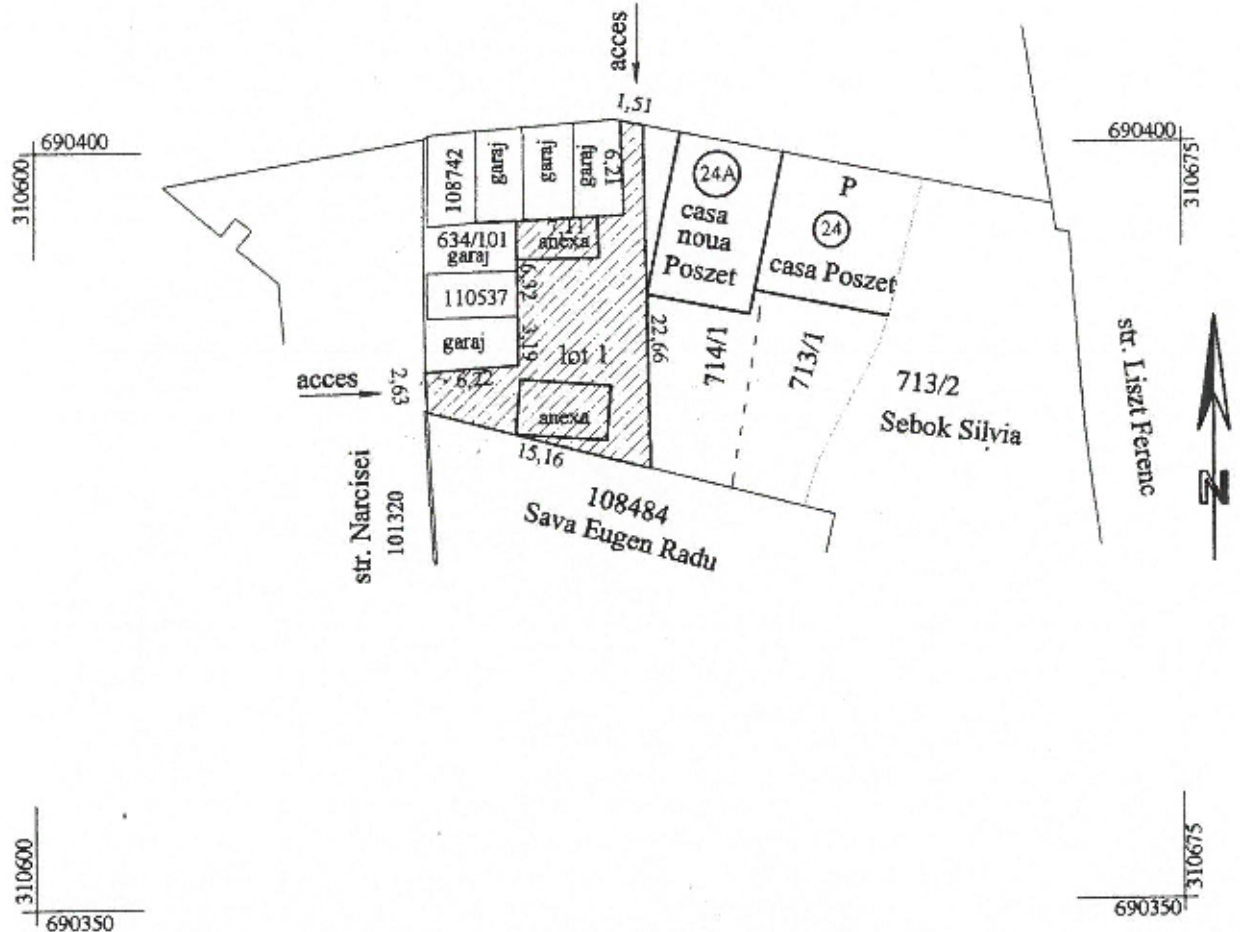 acces
1,51
690400
310600
690400
310675
108742
garaj
garaj
garaj
6,21
24A
casa
noua
Poszet
P
24
casa Poszet
634/101
garaj
7,11
anexa
6,32
110537
garaj
3,19
lot 1
22,66
714/1
713/1
713/2
Sebok Silvia
str. Liszt Ferenc
acces
2,63
6,22
anexa
15,16
str. Narcisei
101320
108484
Sava Eugen Radu
N
310600
690350
310675
690350